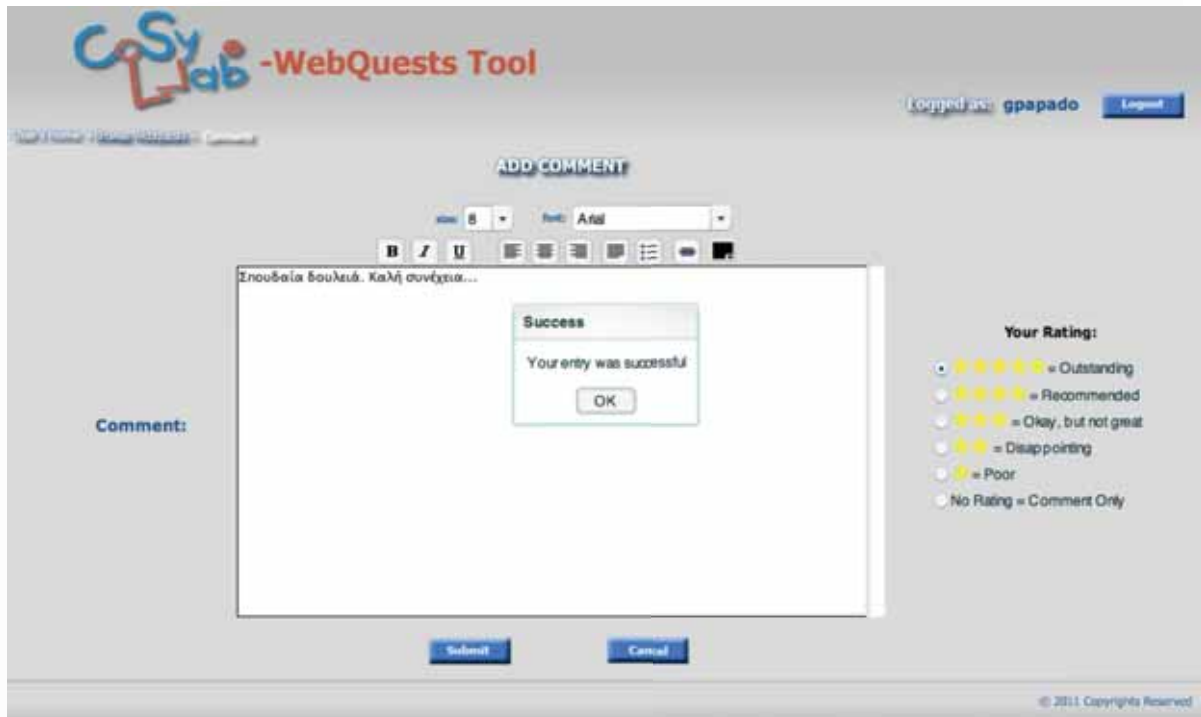 CoSy Lab -WebQuests Tool
Logged as: gpapado Logout
ADD COMMENT
size: 8 font: Arial
B I U
Σπουδαία δουλειά. Καλή συνέχεια...
Success
Your entry was successful
OK
Comment:
Your Rating:
= Outstanding
= Recommended
= Okay, but not great
= Disappointing
= Poor
No Rating = Comment Only
Submit Cancel
© 2011 Copyrights Reserved